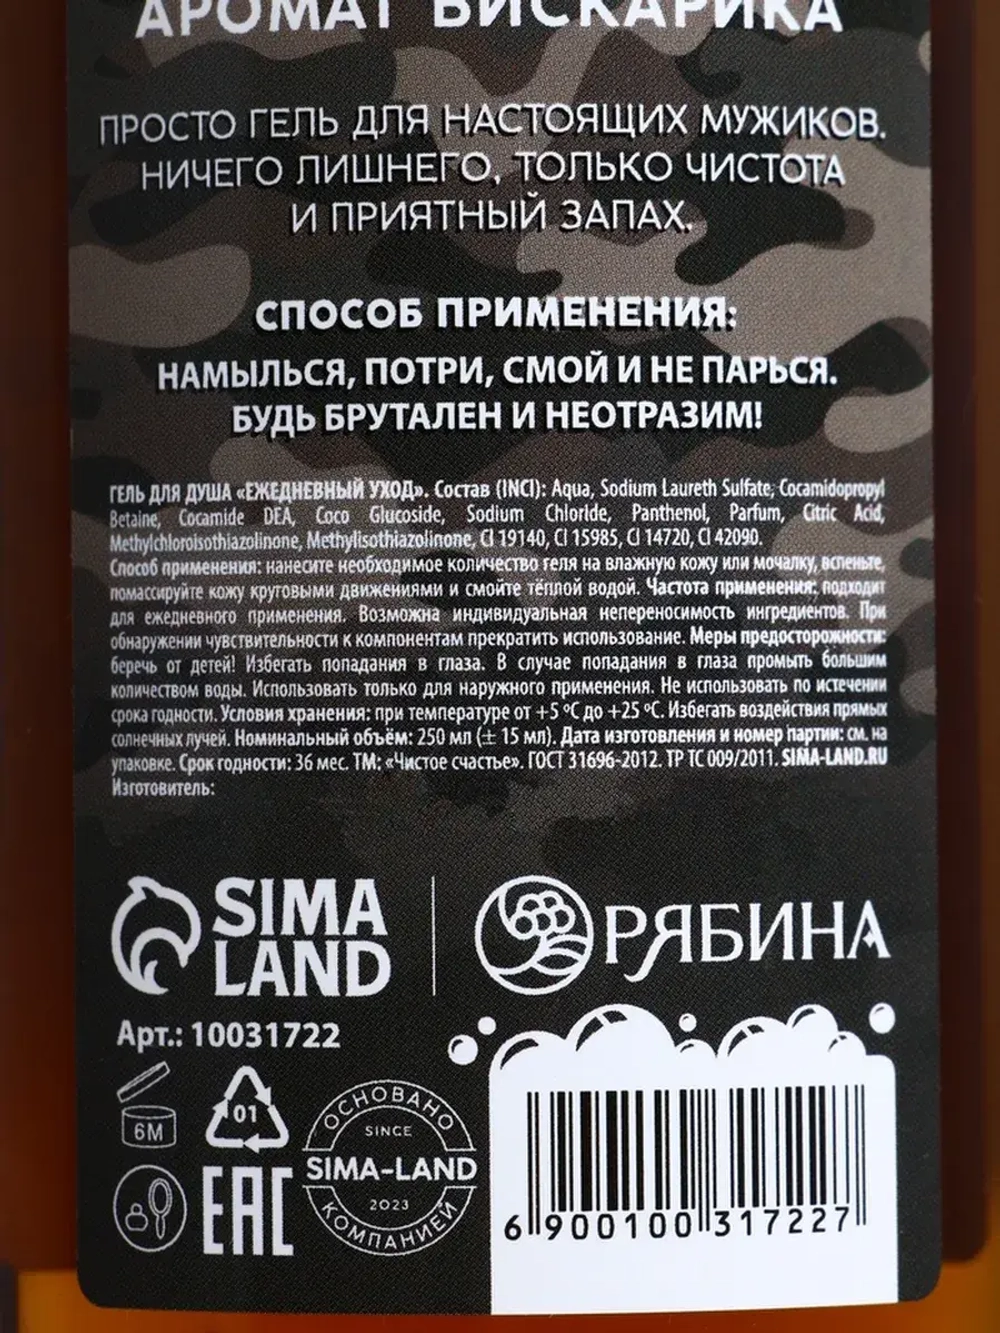 АРОМАТ ВИСКАРИКА
ПРОСТО ГЕЛЬ ДЛЯ НАСТОЯЩИХ МУЖИКОВ.
НИЧЕГО ЛИШНЕГО, ТОЛЬКО ЧИСТОТА
И ПРИЯТНЫЙ ЗАПАХ.
СПОСОБ ПРИМЕНЕНИЯ:
НАМЫЛЬСЯ, ПОТРИ, СМОЙ И НЕ ПАРЬСЯ.
БУДЬ БРУТАЛЕН И НЕОТРАЗИМ!
ГЕЛЬ ДЛЯ ДУША «ЕЖЕДНЕВНЫЙ УХОД». Состав (INCI): Aqua, Sodium Laureth Sulfate, Cocamidopropyl
Betaine, Cocamide DEA, Coco Glucoside, Sodium Chloride, Panthenol, Parfum, Citric Acid,
Methylchloroisothiazolinone, Methylisothiazolinone, CI 19140, CI 15985, CI 14720, CI 42090.
Способ применения: нанесите необходимое количество геля на влажную кожу или мочалку, вспеньте,
помассируйте кожу круговыми движениями и смойте тёплой водой. Частота применения: подходит
для ежедневного применения. Возможна индивидуальная непереносимость ингредиентов. При
обнаружении чувствительности к компонентам прекратить использование. Меры предосторожности:
беречь от детей! Избегать попадания в глаза. В случае попадания в глаза промыть большим
количеством воды. Использовать только для наружного применения. Не использовать по истечении
срока годности. Условия хранения: при температуре от +5 ºС до +25 ºС. Избегать воздействия прямых
солнечных лучей. Номинальный объём: 250 мл (± 15 мл). Дата изготовления и номер партии: см. на
упаковке. Срок годности: 36 мес. ТМ: «Чистое счастье». ГОСТ 31696-2012. ТР ТС 009/2011. SIMA-LAND.RU
Изготовитель:
SIMA
LAND
РЯБИНА
Арт.: 10031722
6М
01
ОСНОВАНО
SINCE
SIMA-LAND
2023
КОМПАНИЕЙ
EAC
6 900100 317227